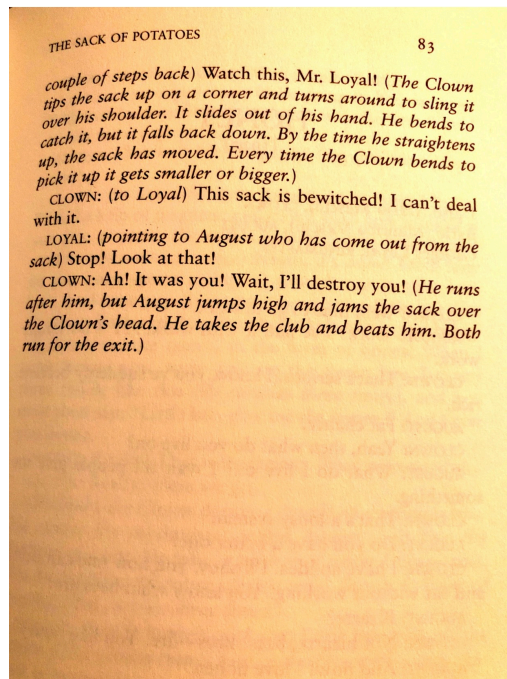 THE SACK OF POTATOES 83
couple of steps back) Watch this, Mr. Loyal! (The Clown
tips the sack up on a corner and turns around to sling it
over his shoulder. It slides out of his hand. He bends to
catch it, but it falls back down. By the time he straightens
up, the sack has moved. Every time the Clown bends to
pick it up it gets smaller or bigger.)
CLOWN: (to Loyal) This sack is bewitched! I can't deal
with it.
LOYAL: (pointing to August who has come out from the
sack) Stop! Look at that!
CLOWN: Ah! It was you! Wait, I'll destroy you! (He runs
after him, but August jumps high and jams the sack over
the Clown's head. He takes the club and beats him. Both
run for the exit.)